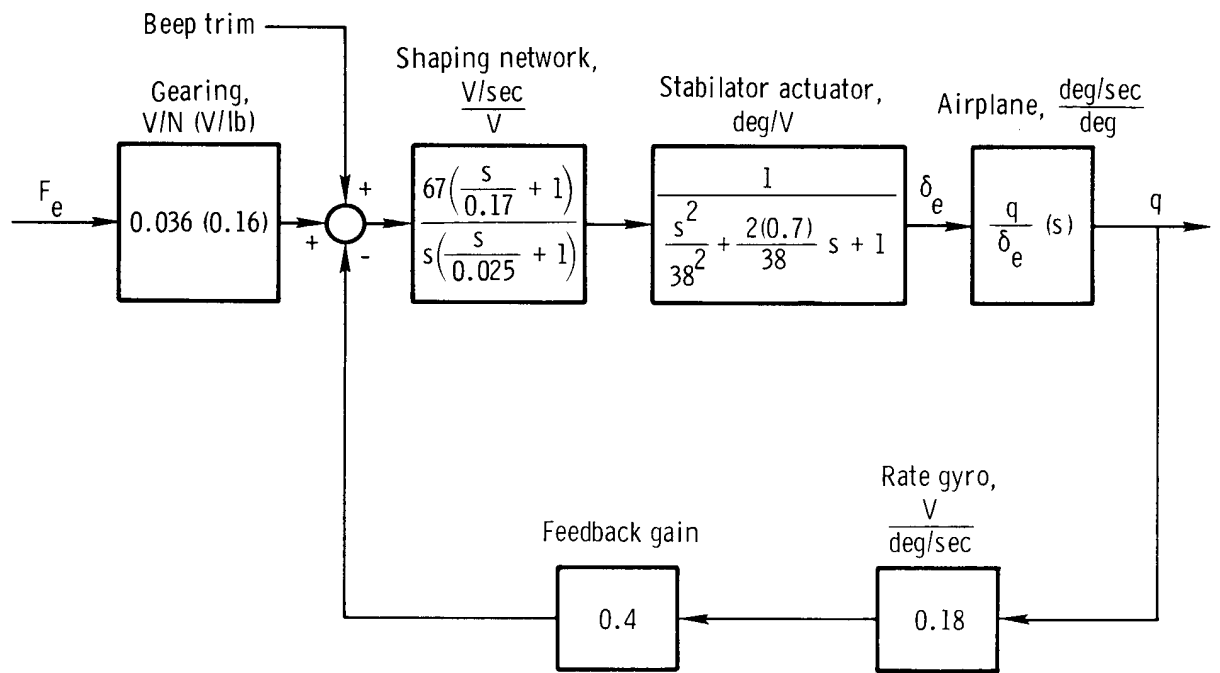 Beep trim
Shaping network,
V/sec
V
Gearing,
V/N (V/lb)
Stabilator actuator,
deg/V
Airplane, deg/sec
deg
F_e
0.036 (0.16)
+
+
-
67(s/0.17 + 1)
s(s/0.025 + 1)
1
s^2/38^2 + 2(0.7)/38 s + 1
δ_e
q/δ_e (s)
q
Rate gyro,
V
deg/sec
Feedback gain
0.4
0.18